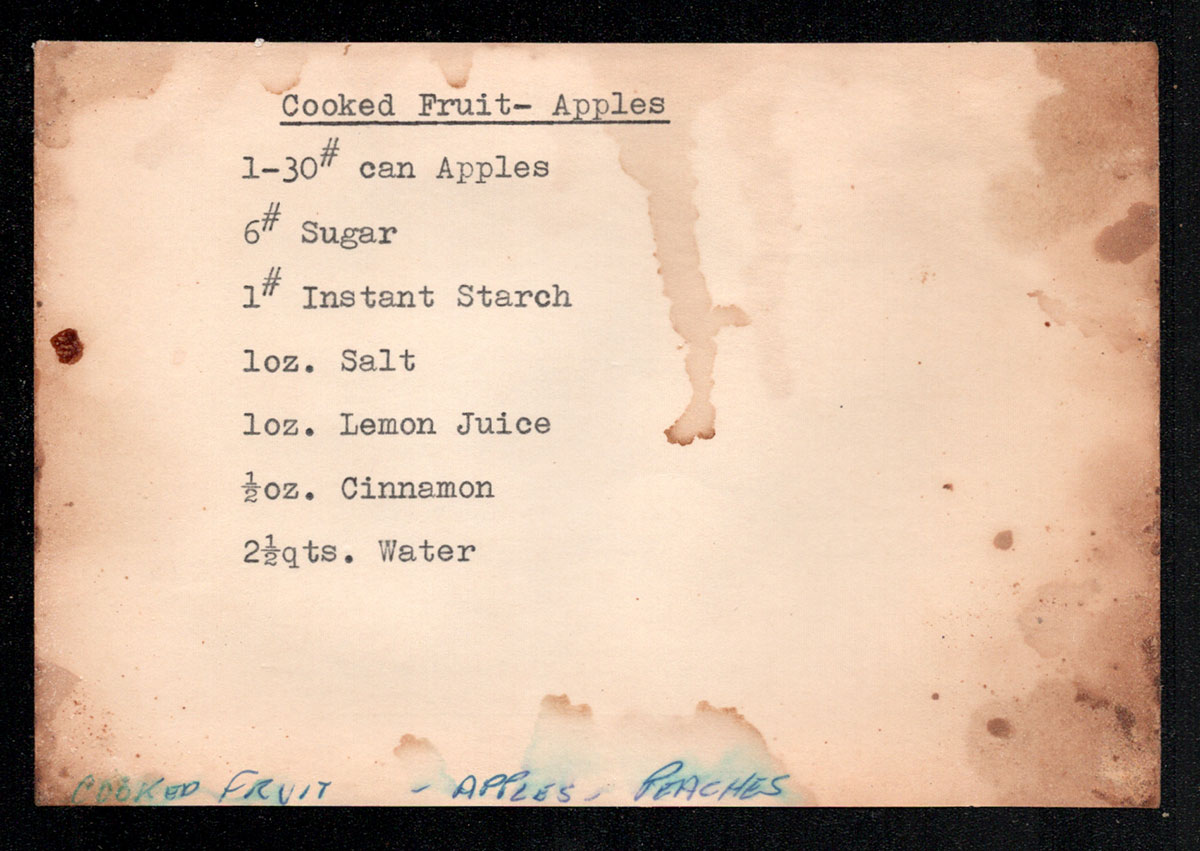 Cooked Fruit- Apples
1-30# can Apples
6# Sugar
1# Instant Starch
1oz. Salt
1oz. Lemon Juice
½oz. Cinnamon
2½qts. Water
COOKED FRUIT - APPLES - PEACHES